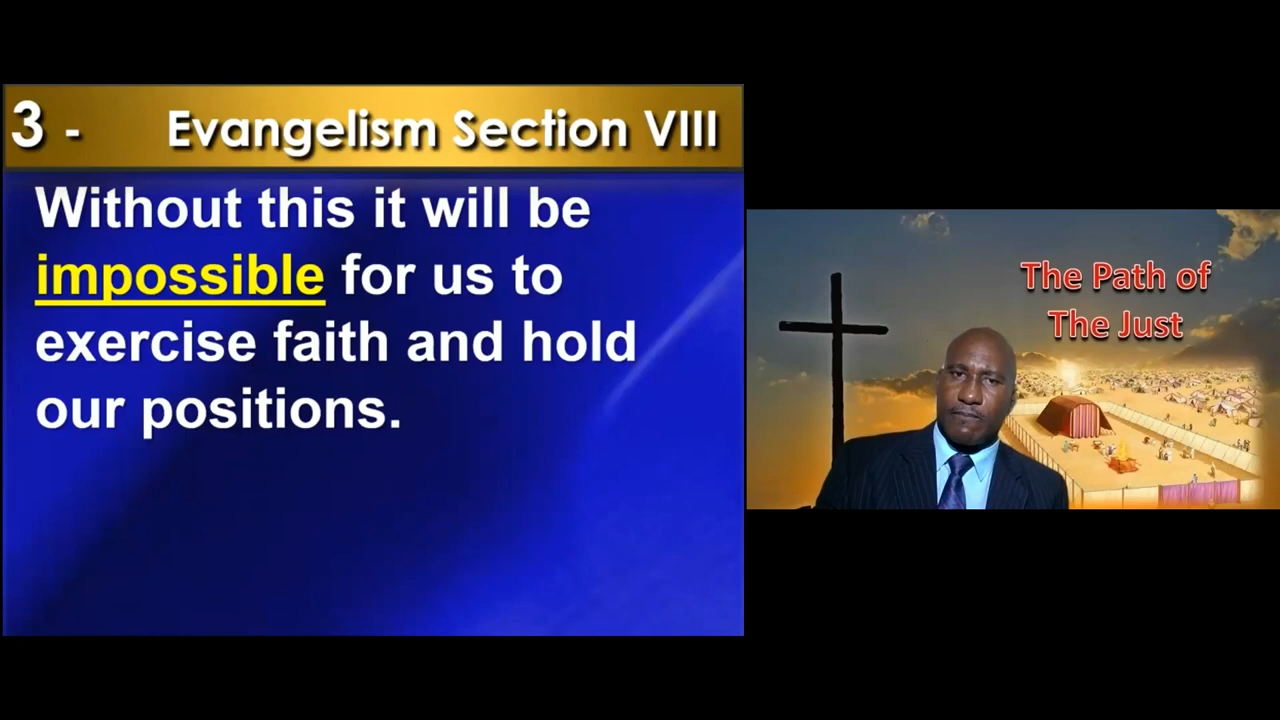 3 - Evangelism Section VIII
Without this it will be
impossible for us to
exercise faith and hold
our positions.
The Path of
The Just